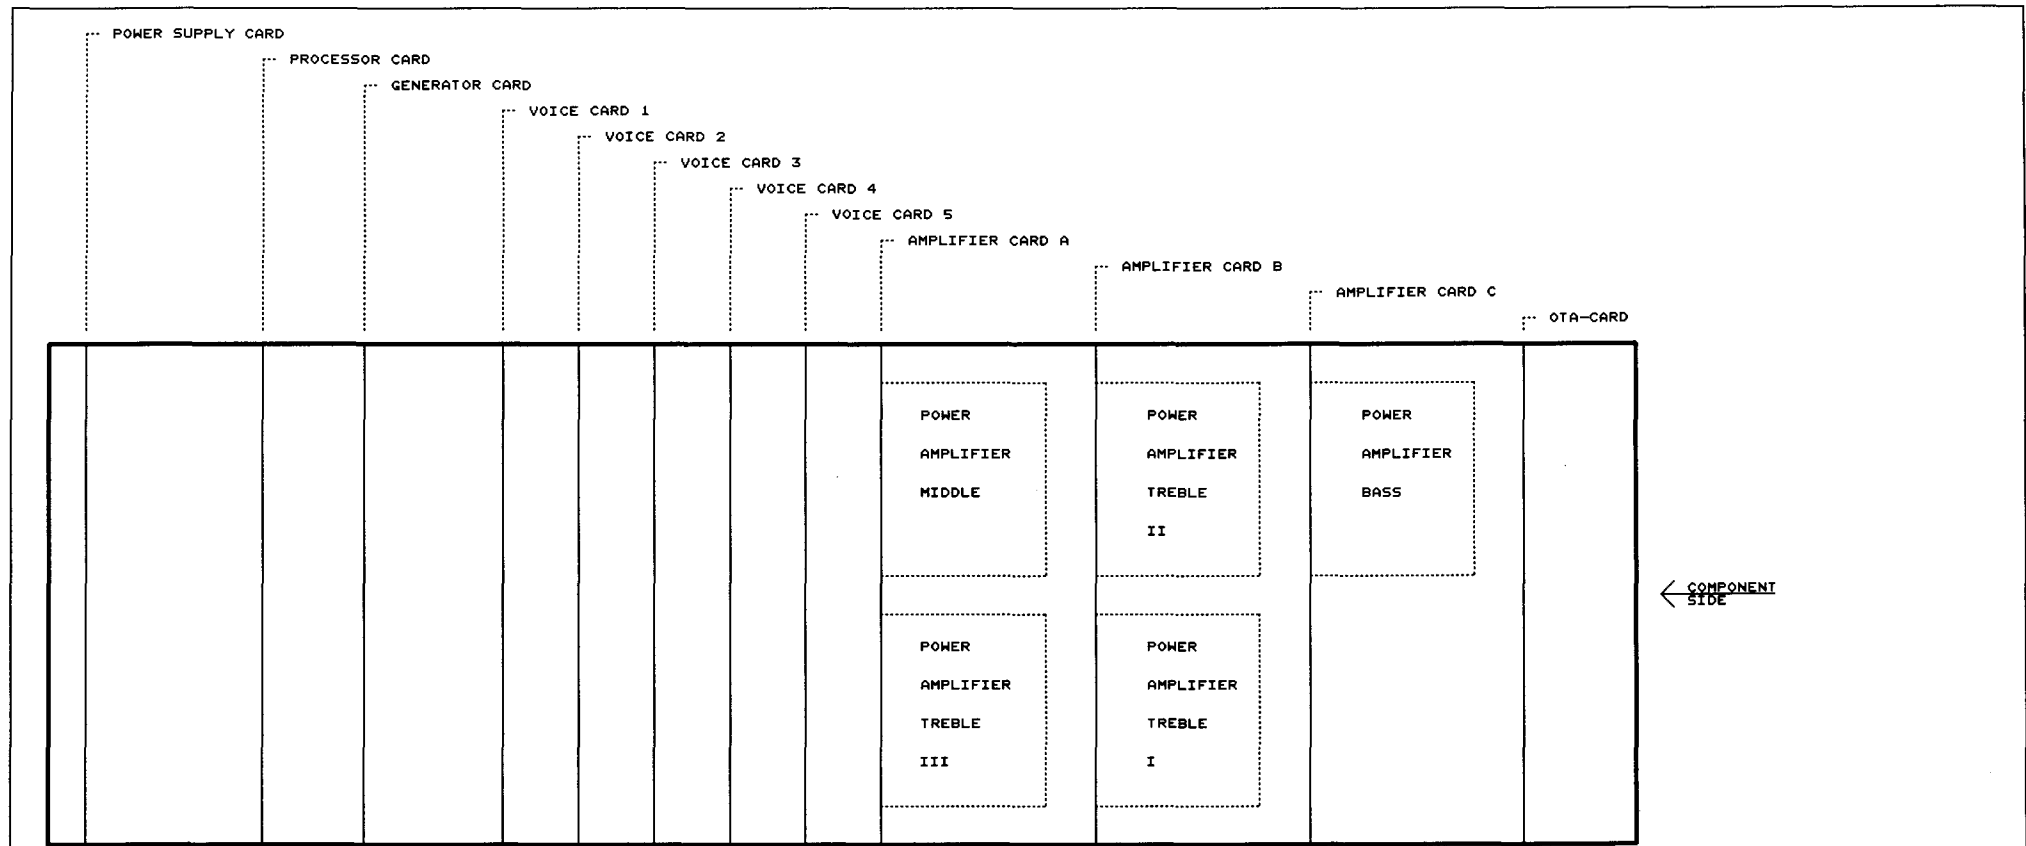 POWER SUPPLY CARD
PROCESSOR CARD
GENERATOR CARD
VOICE CARD 1
VOICE CARD 2
VOICE CARD 3
VOICE CARD 4
VOICE CARD 5
AMPLIFIER CARD A
AMPLIFIER CARD B
AMPLIFIER CARD C
OTA-CARD
POWER
AMPLIFIER
MIDDLE
POWER
AMPLIFIER
TREBLE
II
POWER
AMPLIFIER
BASS
COMPONENT
SIDE
POWER
AMPLIFIER
TREBLE
III
POWER
AMPLIFIER
TREBLE
I